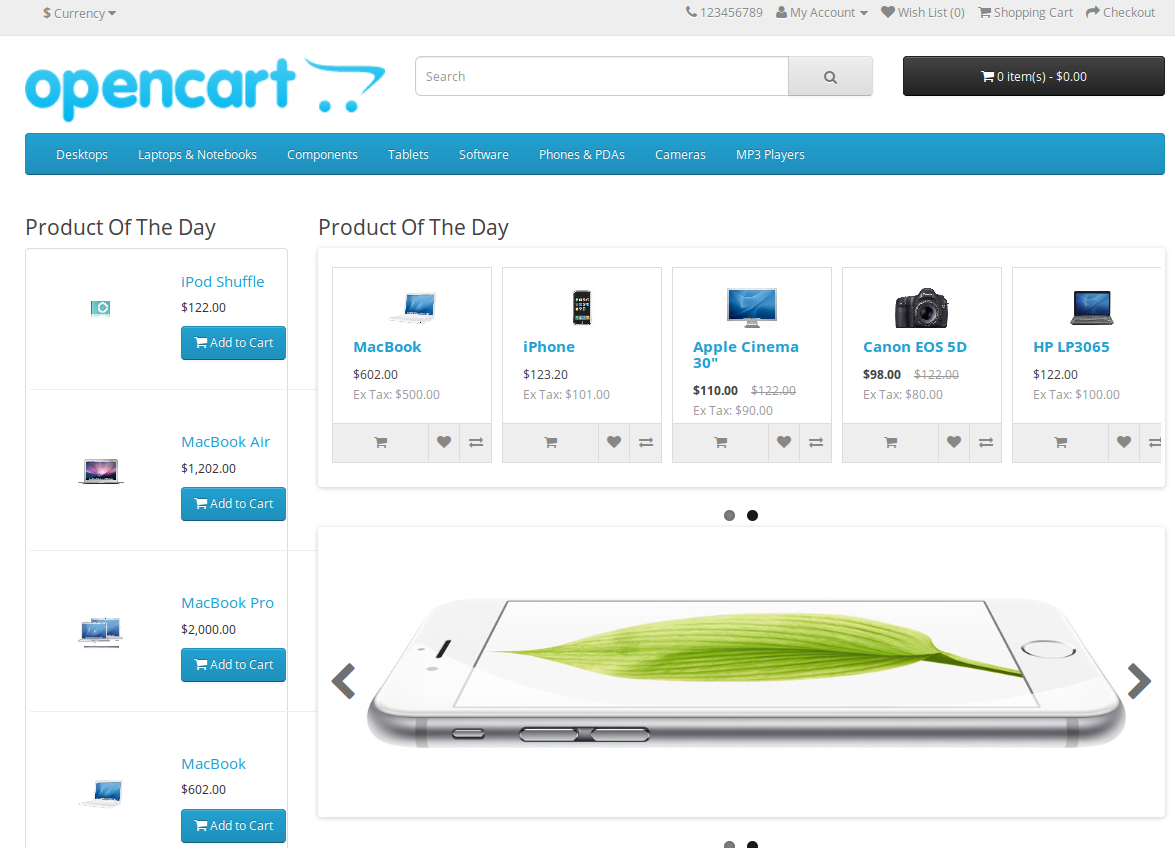 $ Currency
123456789 My Account Wish List (0) Shopping Cart Checkout
opencart
Search
0 item(s) - $0.00
Desktops Laptops & Notebooks Components Tablets Software Phones & PDAs Cameras MP3 Players
Product Of The Day
iPod Shuffle
$122.00
Add to Cart
MacBook Air
$1,202.00
Add to Cart
MacBook Pro
$2,000.00
Add to Cart
MacBook
$602.00
Add to Cart
Product Of The Day
MacBook
$602.00
Ex Tax: $500.00
iPhone
$123.20
Ex Tax: $101.00
Apple Cinema
30"
$110.00 $122.00
Ex Tax: $90.00
Canon EOS 5D
$98.00 $122.00
Ex Tax: $80.00
HP LP3065
$122.00
Ex Tax: $100.00